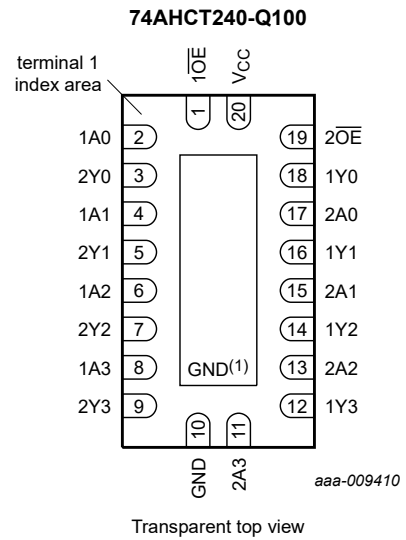 74AHCT240-Q100
terminal 1
index area
1O̅E̅
VCC
1
20
1A0 2
19 2O̅E̅
2Y0 3
18 1Y0
1A1 4
17 2A0
2Y1 5
16 1Y1
1A2 6
15 2A1
2Y2 7
14 1Y2
1A3 8
GND(1)
13 2A2
2Y3 9
12 1Y3
10
11
GND
2A3
aaa-009410
Transparent top view